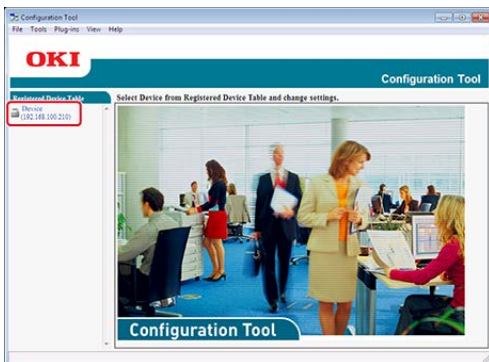 Configuration Tool
File Tools Plug-ins View Help
OKI
Configuration Tool
Registered Device Table
Select Device from Registered Device Table and change settings.
Device
(192.168.100.210)
Configuration Tool